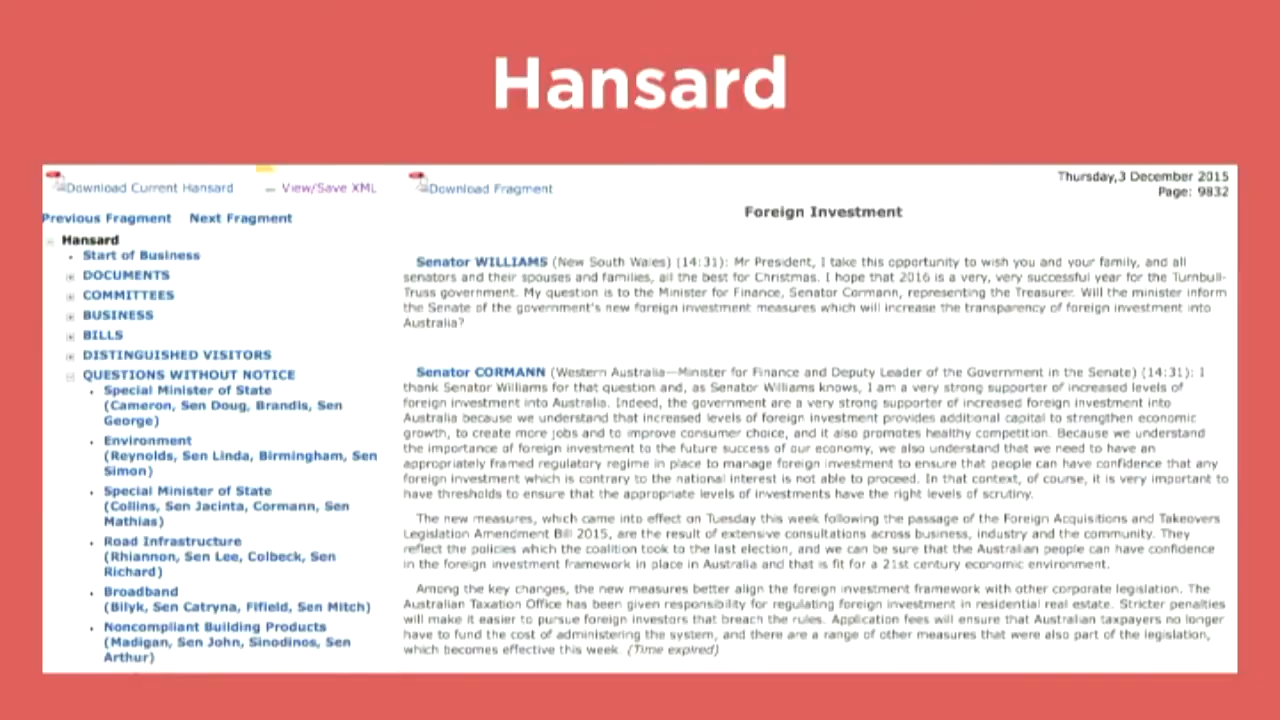 Hansard
Download Current Hansard
View/Save XML
Download Fragment
Thursday,3 December 2015
Page: 9832
Previous Fragment Next Fragment
Hansard
Start of Business
DOCUMENTS
COMMITTEES
BUSINESS
BILLS
DISTINGUISHED VISITORS
QUESTIONS WITHOUT NOTICE
Special Minister of State
(Cameron, Sen Doug, Brandis, Sen
George)
Environment
(Reynolds, Sen Linda, Birmingham, Sen
Simon)
Special Minister of State
(Collins, Sen Jacinta, Cormann, Sen
Mathias)
Road Infrastructure
(Rhiannon, Sen Lee, Colbeck, Sen
Richard)
Broadband
(Bilyk, Sen Catryna, Fifield, Sen Mitch)
Noncompliant Building Products
(Madigan, Sen John, Sinodinos, Sen
Arthur)
Foreign Investment
Senator WILLIAMS (New South Wales) (14:31): Mr President, I take this opportunity to wish you and your family, and all
senators and their spouses and families, all the best for Christmas. I hope that 2016 is a very, very successful year for the Turnbull-
Truss government. My question is to the Minister for Finance, Senator Cormann, representing the Treasurer. Will the minister inform
the Senate of the government's new foreign investment measures which will increase the transparency of foreign investment into
Australia?
Senator CORMANN (Western Australia—Minister for Finance and Deputy Leader of the Government in the Senate) (14:31): I
thank Senator Williams for that question and, as Senator Williams knows, I am a very strong supporter of increased levels of
foreign investment into Australia. Indeed, the government are a very strong supporter of increased foreign investment into
Australia because we understand that increased levels of foreign investment provides additional capital to strengthen economic
growth, to create more jobs and to improve consumer choice, and it also promotes healthy competition. Because we understand
the importance of foreign investment to the future success of our economy, we also understand that we need to have an
appropriately framed regulatory regime in place to manage foreign investment to ensure that people can have confidence that any
foreign investment which is contrary to the national interest is not able to proceed. In that context, of course, it is very important to
have thresholds to ensure that the appropriate levels of investments have the right levels of scrutiny.
The new measures, which came into effect on Tuesday this week following the passage of the Foreign Acquisitions and Takeovers
Legislation Amendment Bill 2015, are the result of extensive consultations across business, industry and the community. They
reflect the policies which the coalition took to the last election, and we can be sure that the Australian people can have confidence
in the foreign investment framework in place in Australia and that is fit for a 21st century economic environment.
Among the key changes, the new measures better align the foreign investment framework with other corporate legislation. The
Australian Taxation Office has been given responsibility for regulating foreign investment in residential real estate. Stricter penalties
will make it easier to pursue foreign investors that breach the rules. Application fees will ensure that Australian taxpayers no longer
have to fund the cost of administering the system, and there are a range of other measures that were also part of the legislation,
which becomes effective this week. (Time expired)